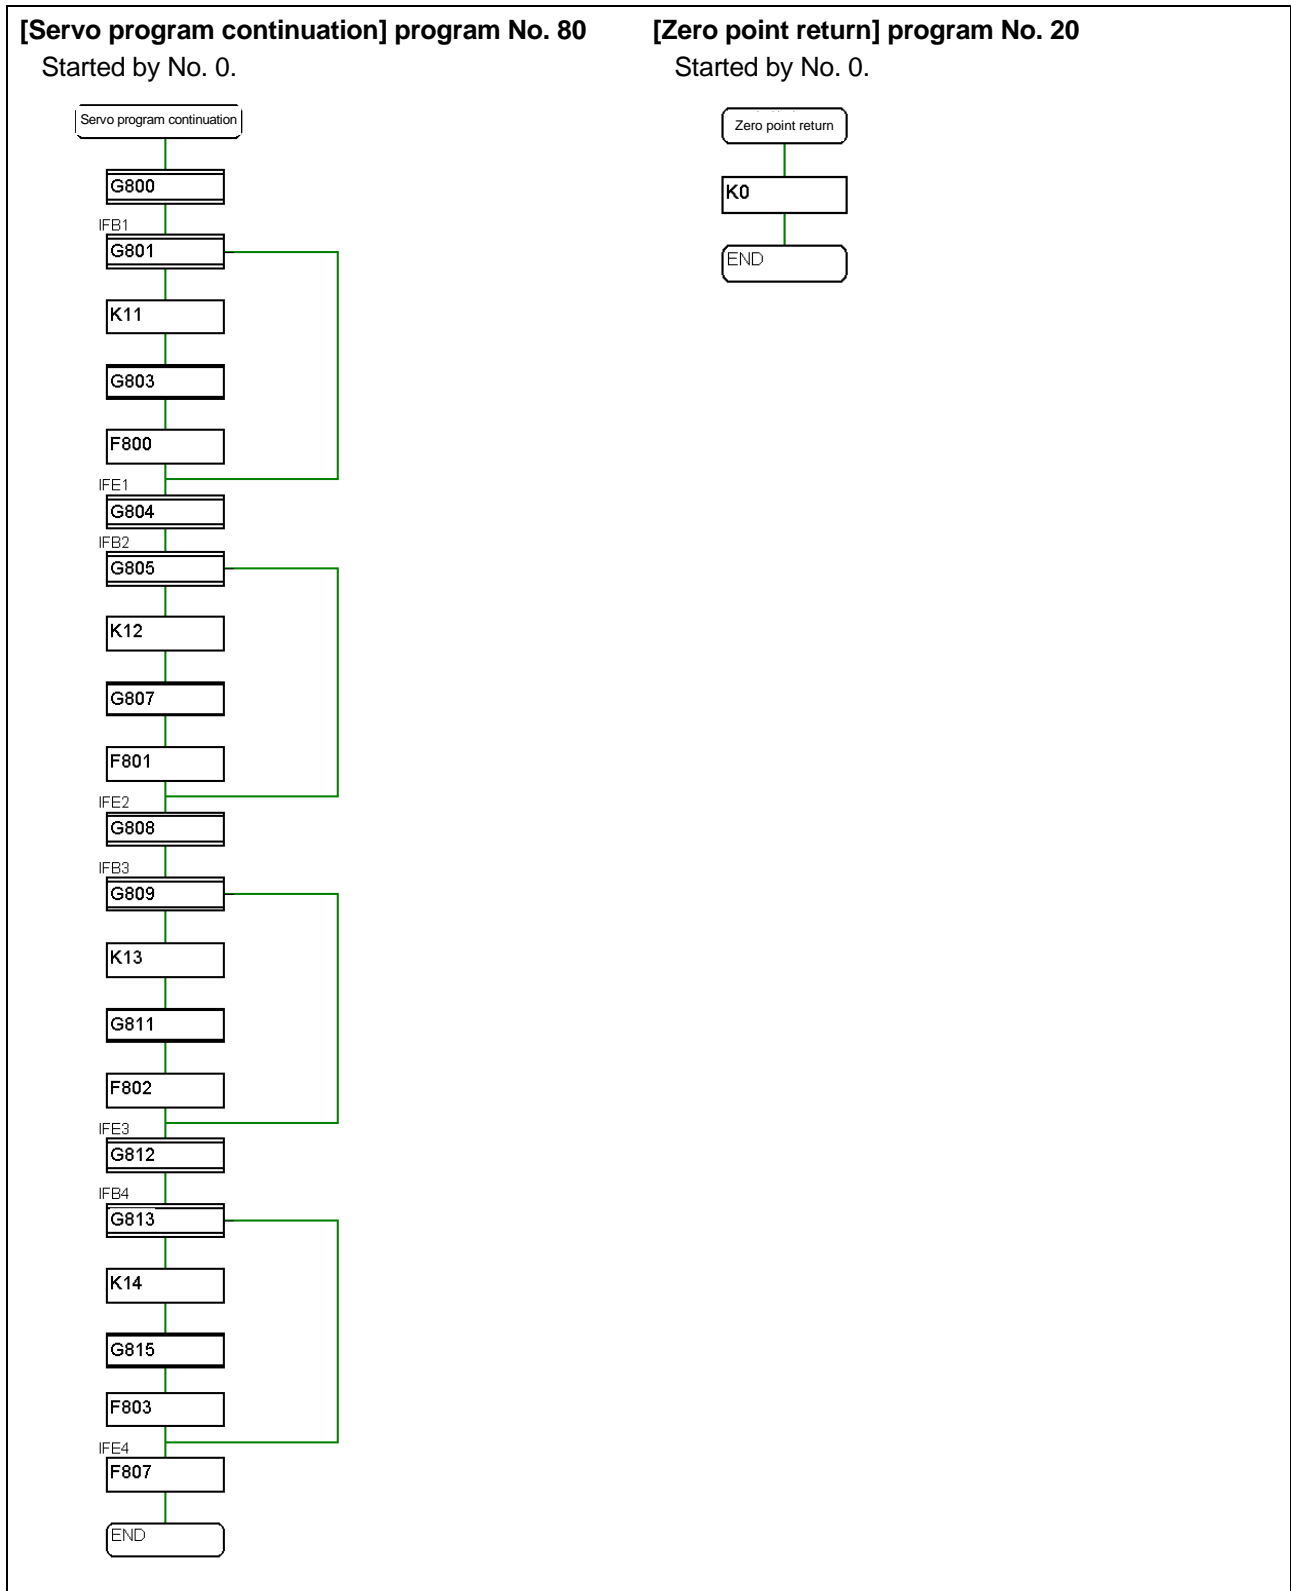 [Servo program continuation] program No. 80
Started by No. 0.
Servo program continuation
G800
IFB1
G801
K11
G803
F800
IFE1
G804
IFB2
G805
K12
G807
F801
IFE2
G808
IFB3
G809
K13
G811
F802
IFE3
G812
IFB4
G813
K14
G815
F803
IFE4
F807
END
[Zero point return] program No. 20
Started by No. 0.
Zero point return
K0
END